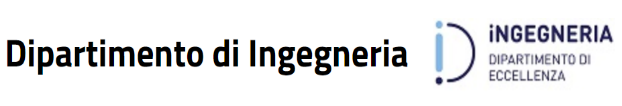 Dipartimento di Ingegneria
iNGEGNERIA
DIPARTIMENTO DI
ECCELLENZA